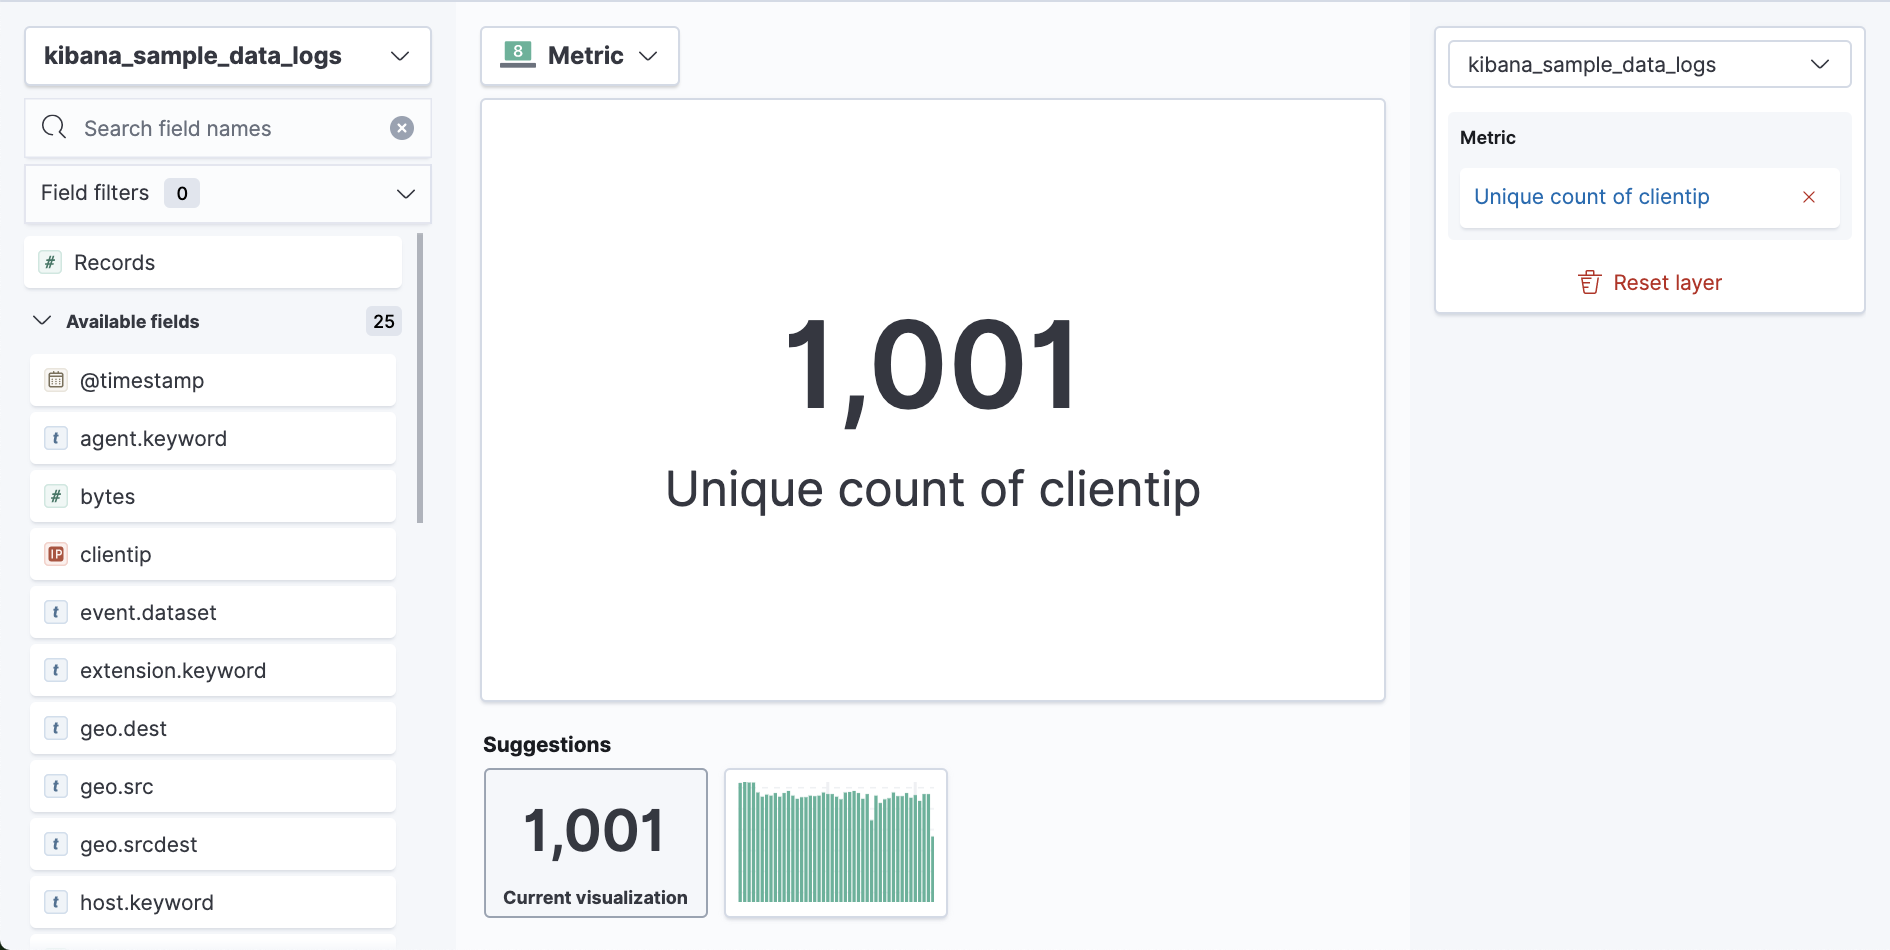 kibana_sample_data_logs
Search field names
Field filters 0
# Records
Available fields 25
@timestamp
t agent.keyword
# bytes
IP clientip
t event.dataset
t extension.keyword
t geo.dest
t geo.src
t geo.srcdest
t host.keyword
8 Metric
1,001
Unique count of clientip
Suggestions
1,001
Current visualization
kibana_sample_data_logs
Metric
Unique count of clientip
Reset layer